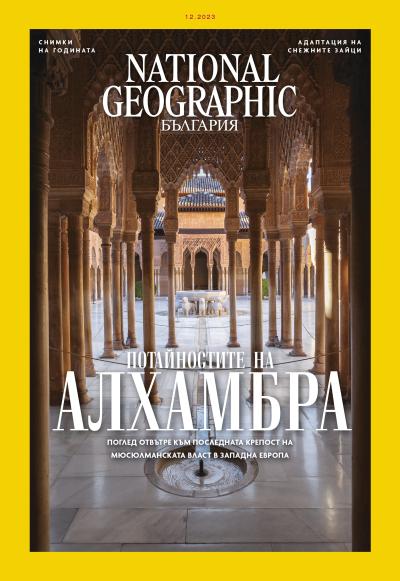 12.2023
СНИМКИ
НА ГОДИНАТА
АДАПТАЦИЯ НА
СНЕЖНИТЕ ЗАЙЦИ
NATIONAL
GEOGRAPHIC
БЪЛГАРИЯ
ПОТАЙНОСТИТЕ НА
АЛХАМБРА
ПОГЛЕД ОТВЪТРЕ КЪМ ПОСЛЕДНАТА КРЕПОСТ НА
МЮСЮЛМАНСКАТА ВЛАСТ В ЗАПАДНА ЕВРОПА